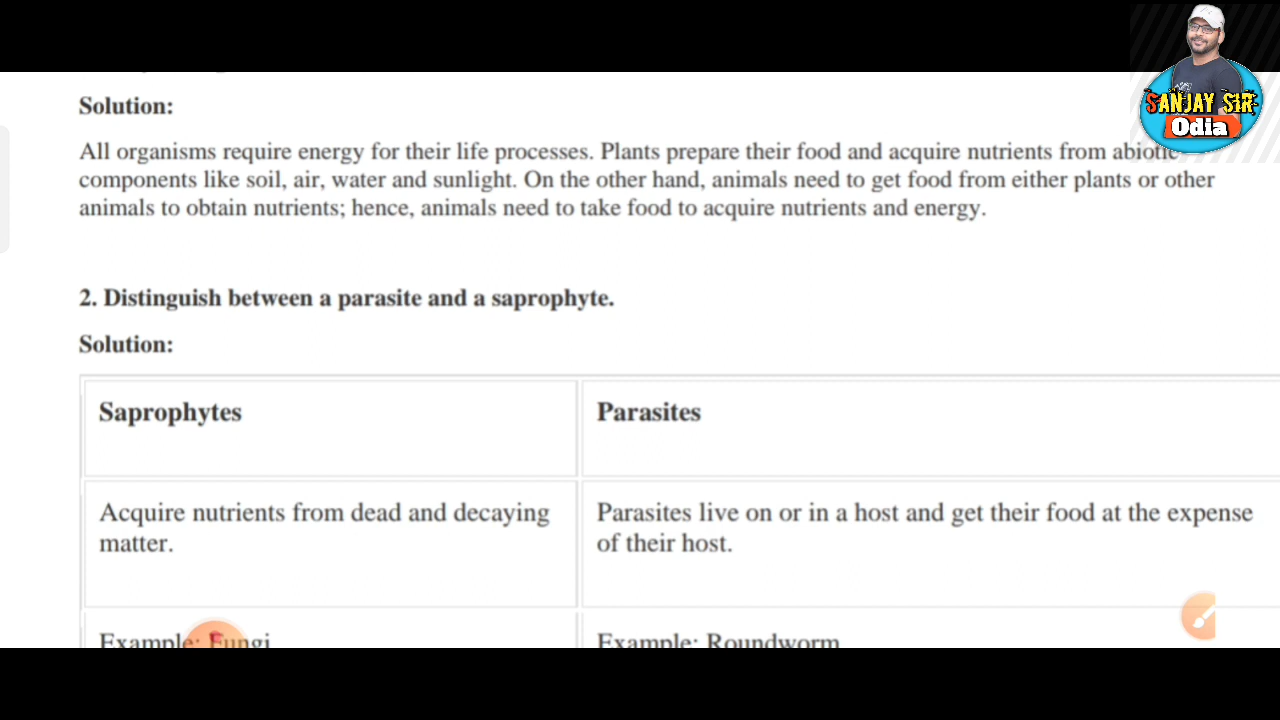 SANJAY SIR
Odia
Solution:
All organisms require energy for their life processes. Plants prepare their food and acquire nutrients from abiotic
components like soil, air, water and sunlight. On the other hand, animals need to get food from either plants or other
animals to obtain nutrients; hence, animals need to take food to acquire nutrients and energy.
2. Distinguish between a parasite and a saprophyte.
Solution:
Saprophytes
Parasites
Acquire nutrients from dead and decaying
matter.
Parasites live on or in a host and get their food at the expense
of their host.
Example: Fungi
Example: Roundworm